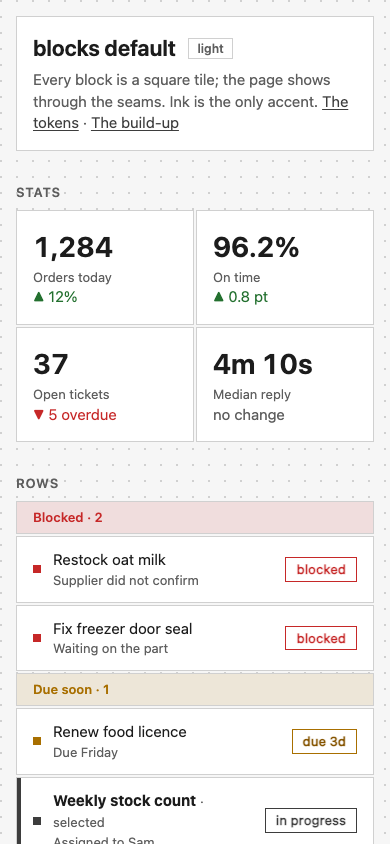 blocks default light
Every block is a square tile; the page shows
through the seams. Ink is the only accent. The
tokens · The build-up
STATS
1,284
Orders today
▲ 12%
96.2%
On time
▲ 0.8 pt
37
Open tickets
▼ 5 overdue
4m 10s
Median reply
no change
ROWS
Blocked · 2
Restock oat milk
Supplier did not confirm
blocked
Fix freezer door seal
Waiting on the part
blocked
Due soon · 1
Renew food licence
Due Friday
due 3d
Weekly stock count ·
selected
Assigned to Sam
in progress